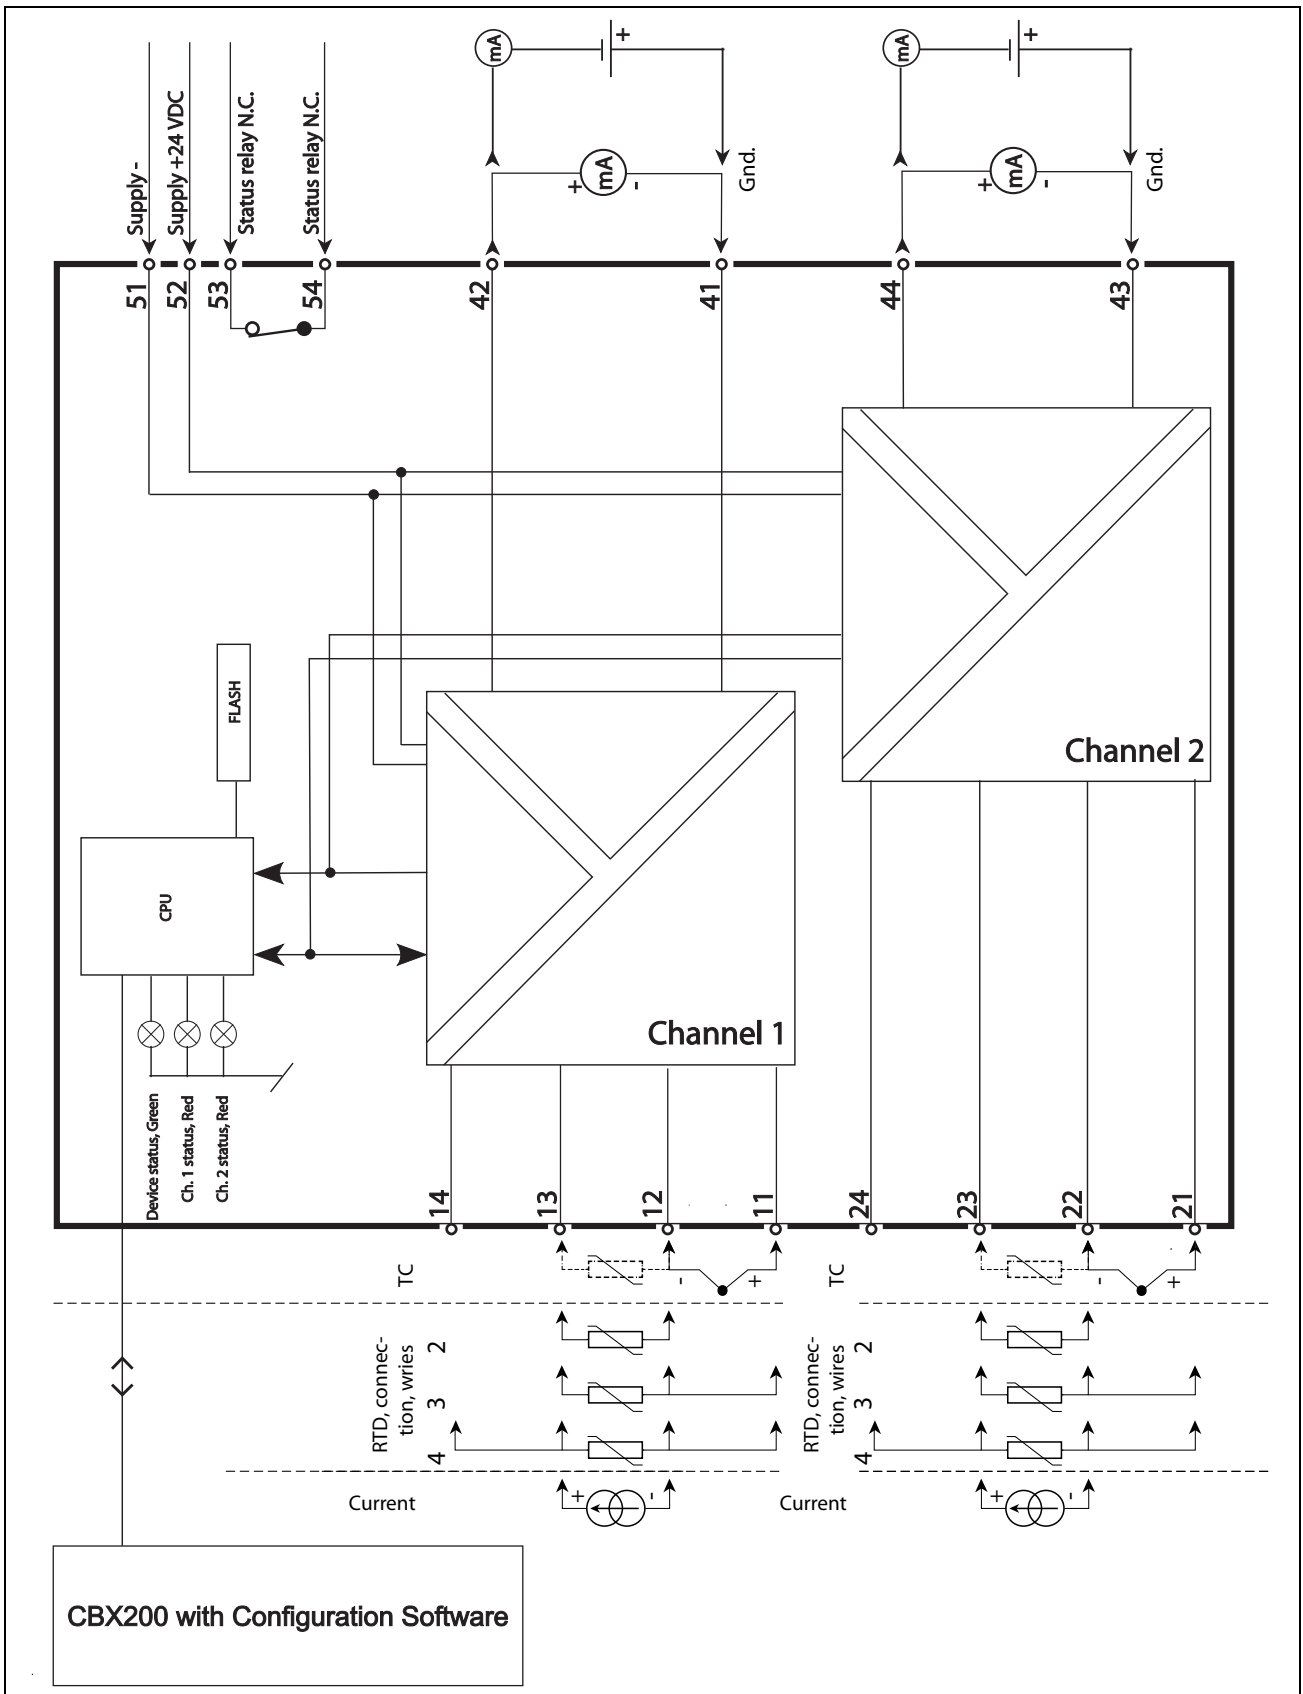 mA
+
mA
+
Supply -
Supply +24 VDC
Status relay N.C.
Status relay N.C.
+
mA
-
Gnd.
+
mA
-
Gnd.
51
52
53
54
42
41
44
43
FLASH
CPU
Channel 2
Channel 1
Device status, Green
Ch. 1 status, Red
Ch. 2 status, Red
14
13
12
11
24
23
22
21
TC
-
+
TC
-
+
RTD, connec-
tion, wries
2
3
4
RTD, connec-
tion, wires
2
3
4
Current
+
-
Current
+
-
CBX200 with Configuration Software